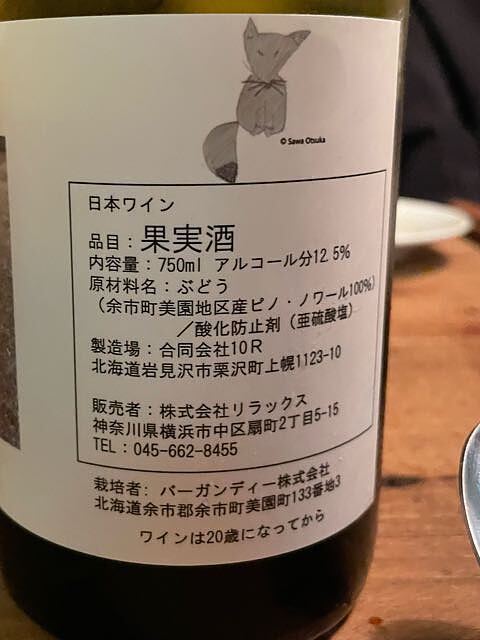 © Sawa Otsuka
日本ワイン
品目：果実酒
内容量：750ml アルコール分12.5%
原材料名：ぶどう
（余市町美園地区産ピノ・ノワール100%）
／酸化防止剤（亜硫酸塩）
製造場：合同会社10R
北海道岩見沢市栗沢町上幌1123-10
販売者：株式会社リラックス
神奈川県横浜市中区扇町2丁目5-15
TEL：045-662-8455
栽培者：バーガンディー株式会社
北海道余市郡余市町美園町133番地3
ワインは20歳になってから